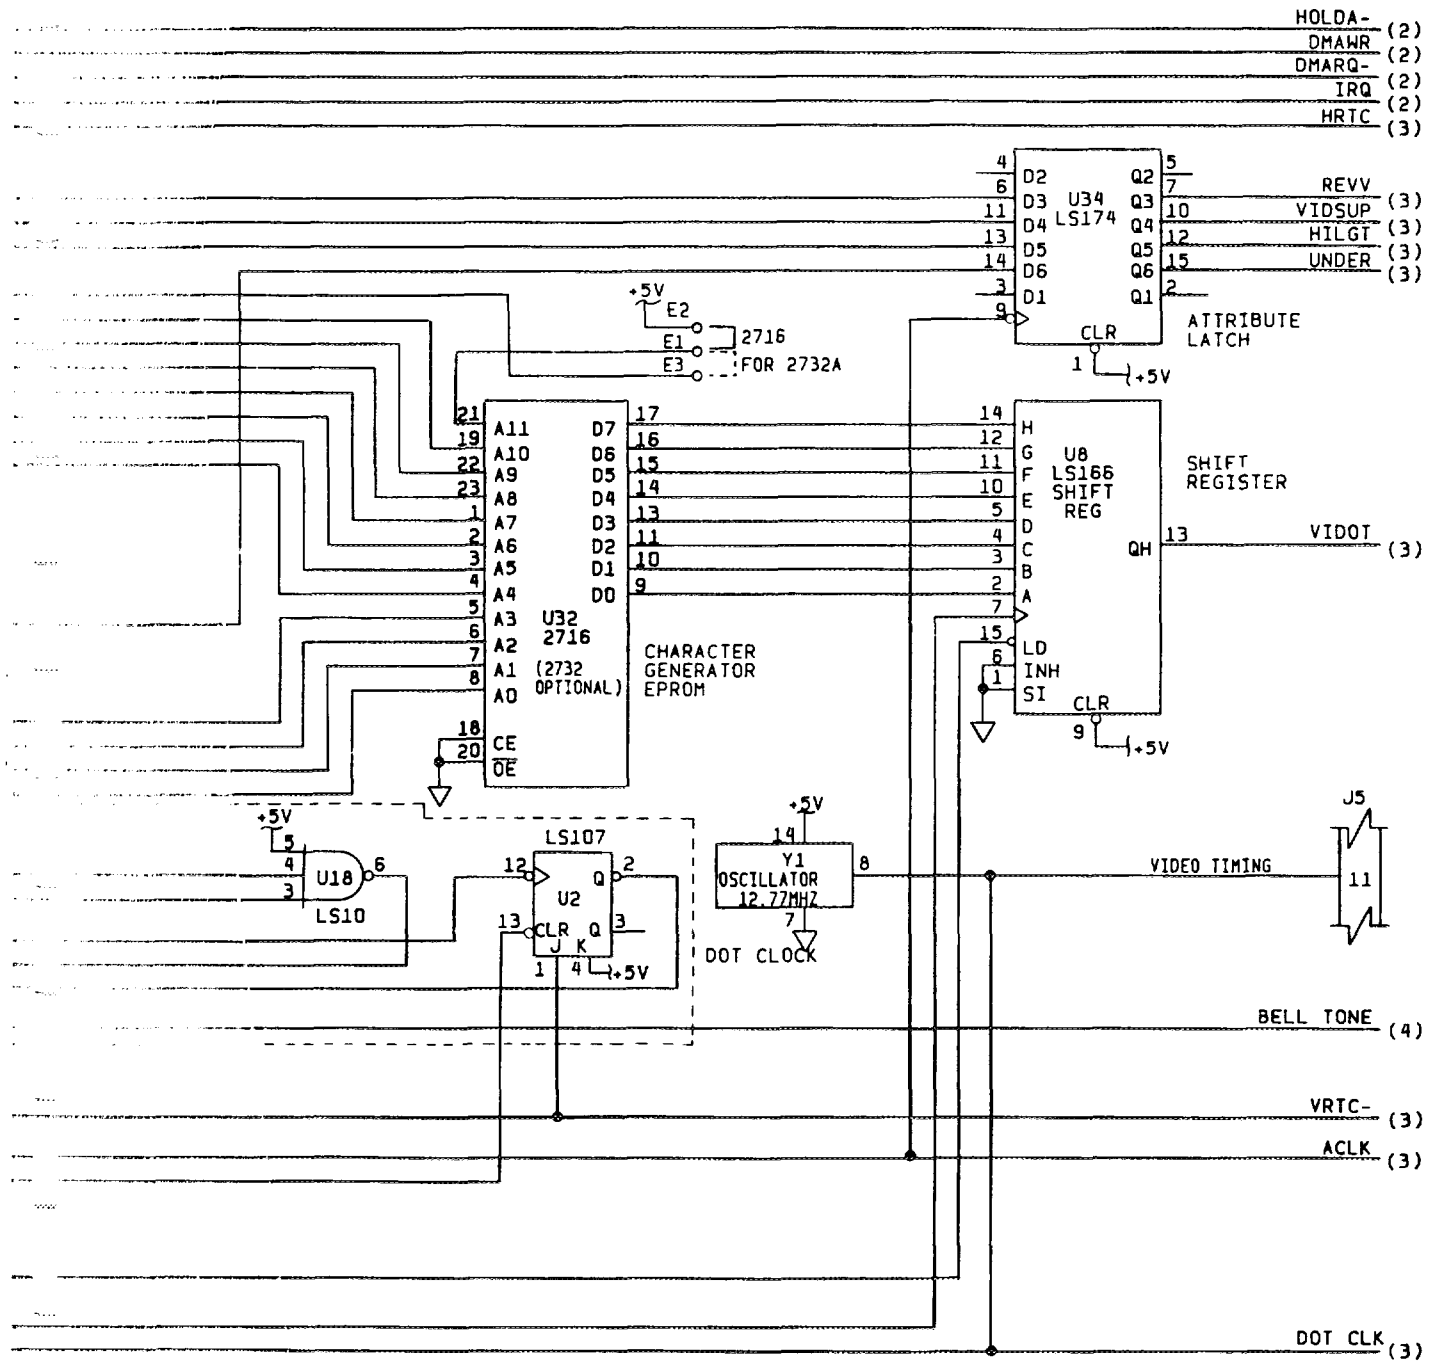 HOLDA- (2)
DMAWR (2)
DMARQ- (2)
IRQ (2)
HRTC (3)
4 D2 Q2 5
6 D3 Q3 7 REVV (3)
U34
LS174
11 D4 Q4 10 VIDSUP (3)
13 D5 Q5 12 HILGT (3)
14 D6 Q6 15 UNDER (3)
3 D1 Q1 2
9
CLR
1 +5V
ATTRIBUTE
LATCH
+5V
E2
E1 2716
E3 FOR 2732A
21 A11 D7 17
19 A10 D6 16
22 A9 D5 15
23 A8 D4 14
1 A7 D3 13
2 A6 D2 11
3 A5 D1 10
4 A4 D0 9
5 A3
6 A2
7 A1
8 A0
18 CE
20 OE
U32
2716
(2732
OPTIONAL)
CHARACTER
GENERATOR
EPROM
14 H
12 G
11 F
10 E
5 D
4 C
3 B
2 A
7
15 LD
6 INH
1 SI
U8
LS166
SHIFT
REG
QH 13 VIDOT (3)
CLR
9 +5V
SHIFT
REGISTER
+5V
5
4
3
U18 6
LS10
LS107
12 Q 2
U2
13 CLR Q 3
J K
1 4 +5V
+5V
14
Y1
OSCILLATOR
12.77MHZ
8
7
DOT CLOCK
VIDEO TIMING
J5
11
BELL TONE (4)
VRTC- (3)
ACLK (3)
DOT CLK (3)